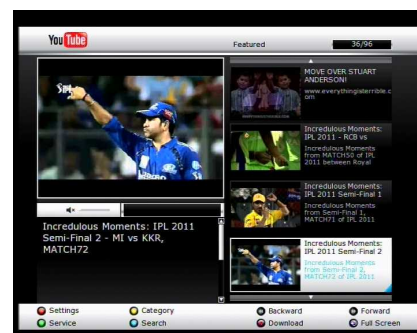 YouTube
Featured
36/96
MOVE OVER STUART
ANDERSON!
www.everythingisterrible.c
om
Incredulous Moments:
IPL 2011 - RCB vs
Incredulous Moments
from MATCH50 of IPL
2011 between Royal
Incredulous Moments:
IPL 2011 Semi-Final 1
Incredulous Moments
from Semi-Final 1,
MATCH71 of IPL 2011
Incredulous Moments:
IPL 2011 Semi-Final 2
Incredulous Moments
from Semi-Final 2,
MATCH72 of IPL 2011
Incredulous Moments: IPL 2011
Semi-Final 2 - MI vs KKR,
MATCH72
Settings
Category
Backward
Forward
Service
Search
Download
Full Screen